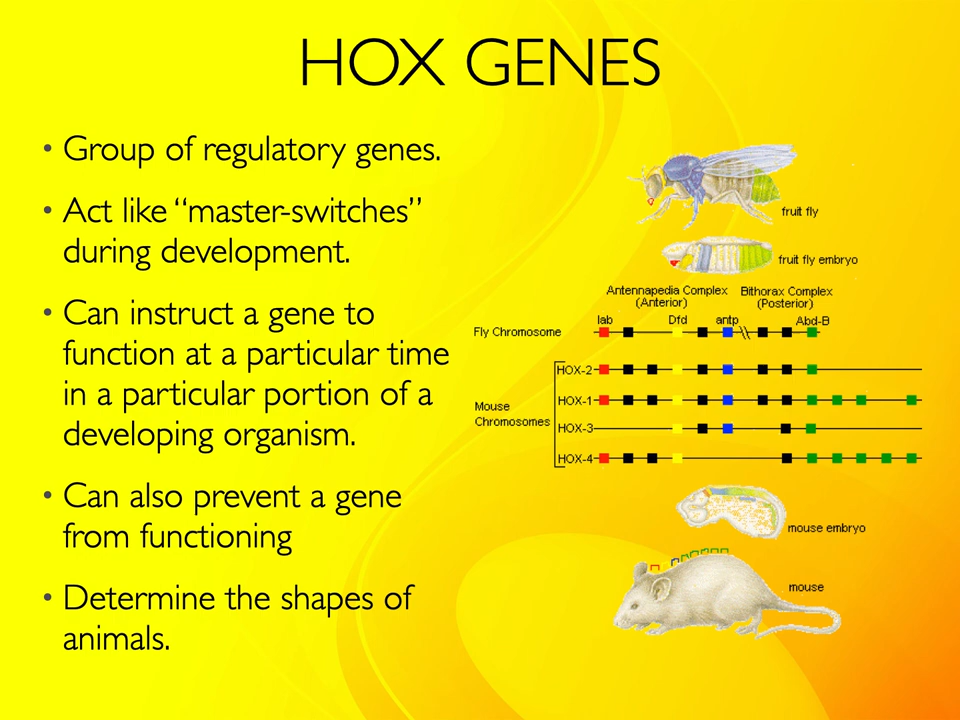 HOX GENES
• Group of regulatory genes.
• Act like “master-switches”
during development.
• Can instruct a gene to
function at a particular time
in a particular portion of a
developing organism.
• Can also prevent a gene
from functioning
• Determine the shapes of
animals.
fruit fly
fruit fly embryo
Antennapedia Complex
(Anterior)
Bithorax Complex
(Posterior)
lab Dfd antp Abd-B
Fly Chromosome
Mouse
Chromosomes
HOX-2
HOX-1
HOX-3
HOX-4
mouse embryo
mouse